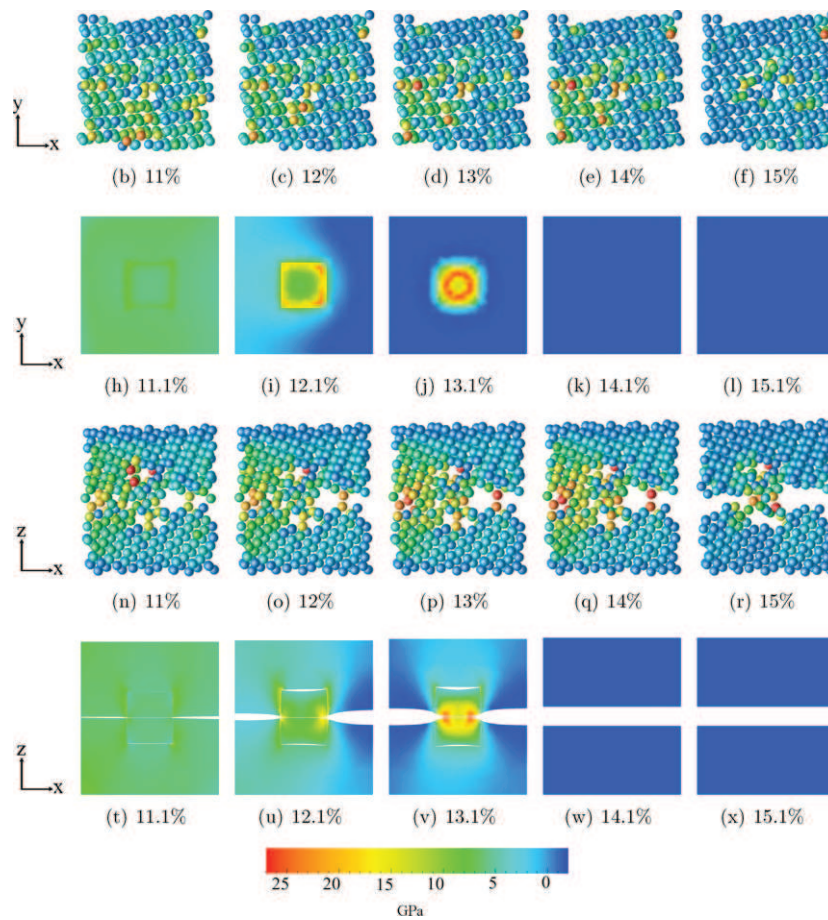 y
x
(b) 11% (c) 12% (d) 13% (e) 14% (f) 15%
y
x
(h) 11.1% (i) 12.1% (j) 13.1% (k) 14.1% (l) 15.1%
z
x
(n) 11% (o) 12% (p) 13% (q) 14% (r) 15%
z
x
(t) 11.1% (u) 12.1% (v) 13.1% (w) 14.1% (x) 15.1%
25 20 15 10 5 0
GPa